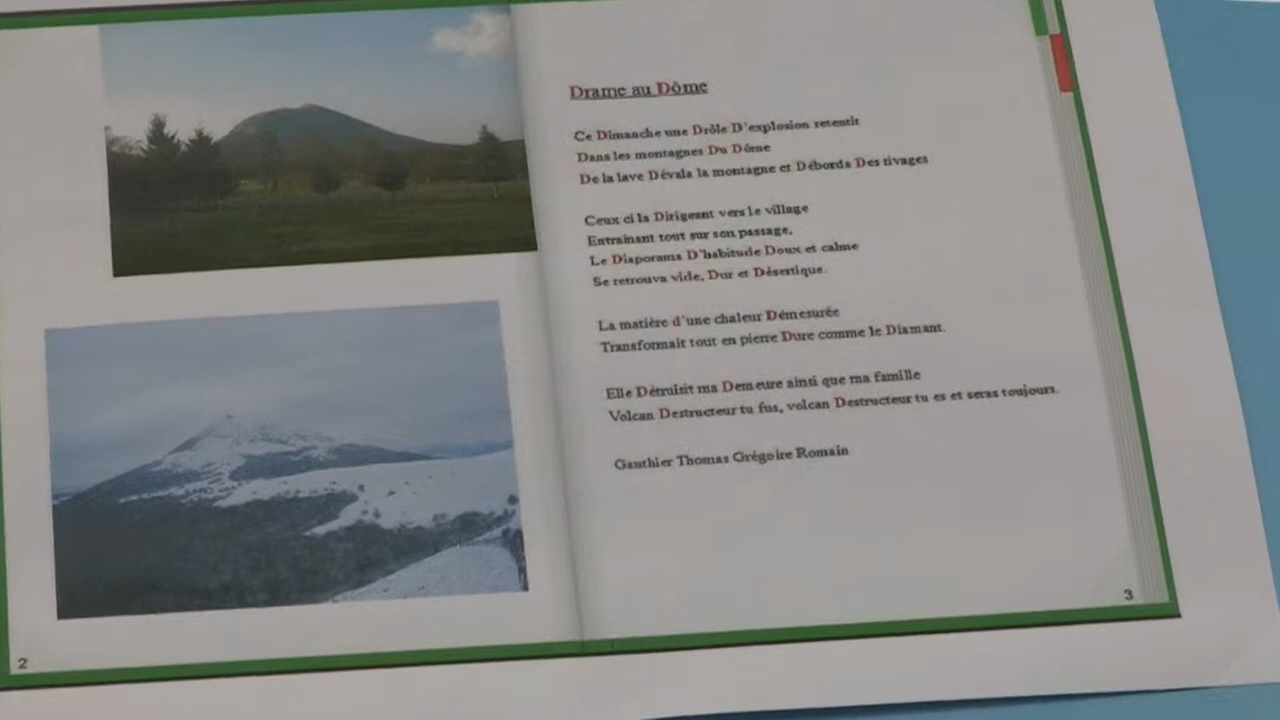 Drame au Dôme
Ce Dimanche une Drôle D'explosion retentit
Dans les montagnes Du Dôme
De la lave Dévala la montagne et Déborda Des rivages
Ceux ci la Dirigeant vers le village
Entraînant tout sur son passage,
Le Diaporama D'habitude Doux et calme
Se retrouva vide, Dur et Désertique.
La matière d'une chaleur Démesurée
Transformait tout en pierre Dure comme le Diamant.
Elle Détruisit ma Demeure ainsi que ma famille
Volcan Destructeur tu fus, volcan Destructeur tu es et seras toujours.
Gauthier Thomas Grégoire Romain
2
3